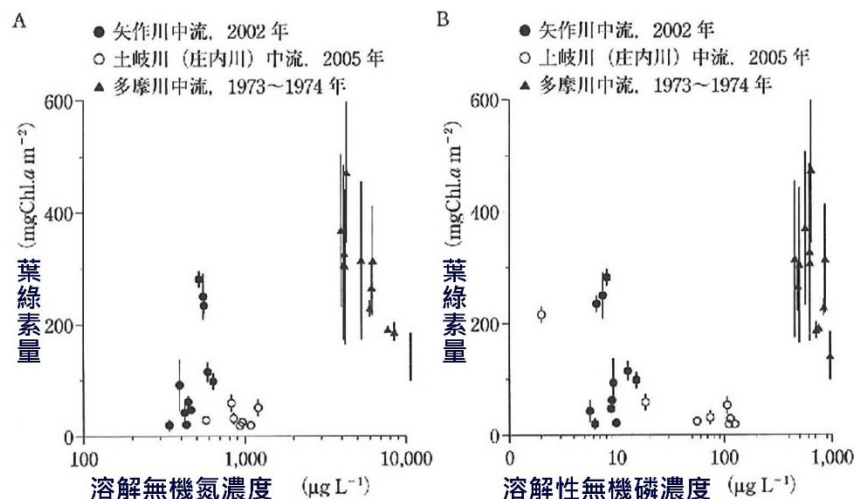 A
● 矢作川中流，2002 年
○ 土岐川（庄内川）中流．2005 年
▲ 多摩川中流，1973～1974 年
葉綠素量
(mgChl.a m⁻²)
600
400
200
0
100
1,000
10,000
溶解無機氮濃度 (μg L⁻¹)
B
● 矢作川中流，2002 年
○ 土岐川（庄内川）中流．2005 年
▲ 多摩川中流，1973～1974 年
葉綠素量
(mgChl.a m⁻²)
600
400
200
0
0
10
100
1,000
溶解性無機磷濃度 (μg L⁻¹)